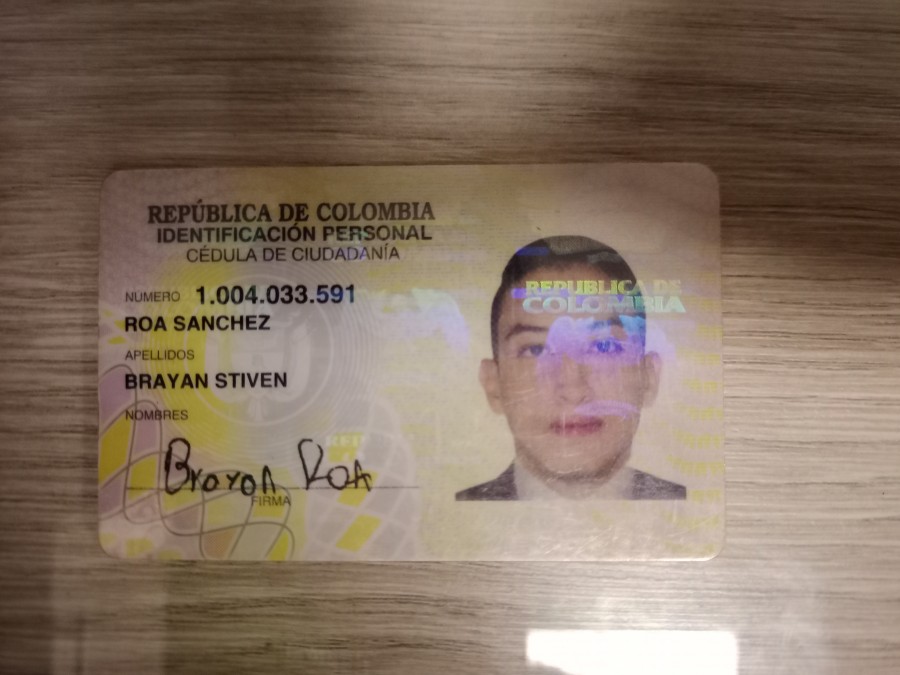 REPÚBLICA DE COLOMBIA
IDENTIFICACIÓN PERSONAL
CÉDULA DE CIUDADANÍA
NÚMERO 1.004.033.591
ROA SANCHEZ
APELLIDOS
BRAYAN STIVEN
NOMBRES
Brayan Roa
FIRMA
REPUBLICA DE
COLOMBIA